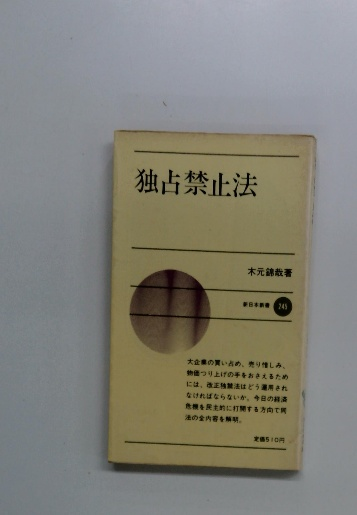 独占禁止法
木元錦哉著
新日本新書 245
大企業の買い占め、売り惜しみ、
物価つり上げの手をおさえるため
には、改正独禁法はどう運用され
なければならないか。今日の経済
危機を民主的に打開する方向で同
法の全内容を解明。
定価510円